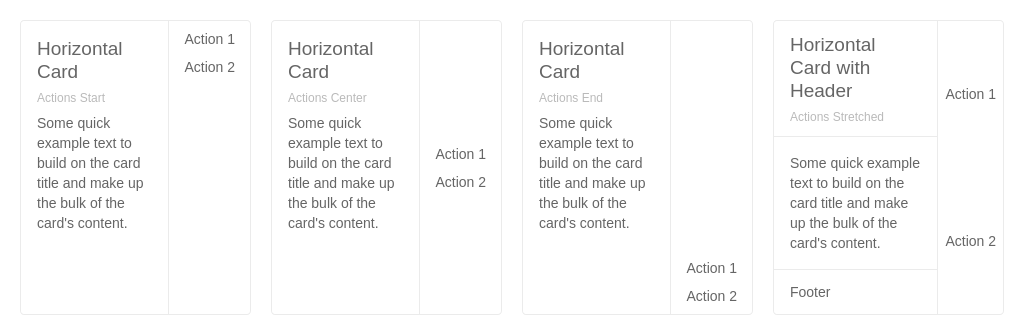 Horizontal
Card
Actions Start
Some quick
example text to
build on the card
title and make up
the bulk of the
card's content.
Action 1
Action 2
Horizontal
Card
Actions Center
Some quick
example text to
build on the card
title and make up
the bulk of the
card's content.
Action 1
Action 2
Horizontal
Card
Actions End
Some quick
example text to
build on the card
title and make up
the bulk of the
card's content.
Action 1
Action 2
Horizontal
Card with
Header
Actions Stretched
Some quick example
text to build on the
card title and make
up the bulk of the
card's content.
Footer
Action 1
Action 2